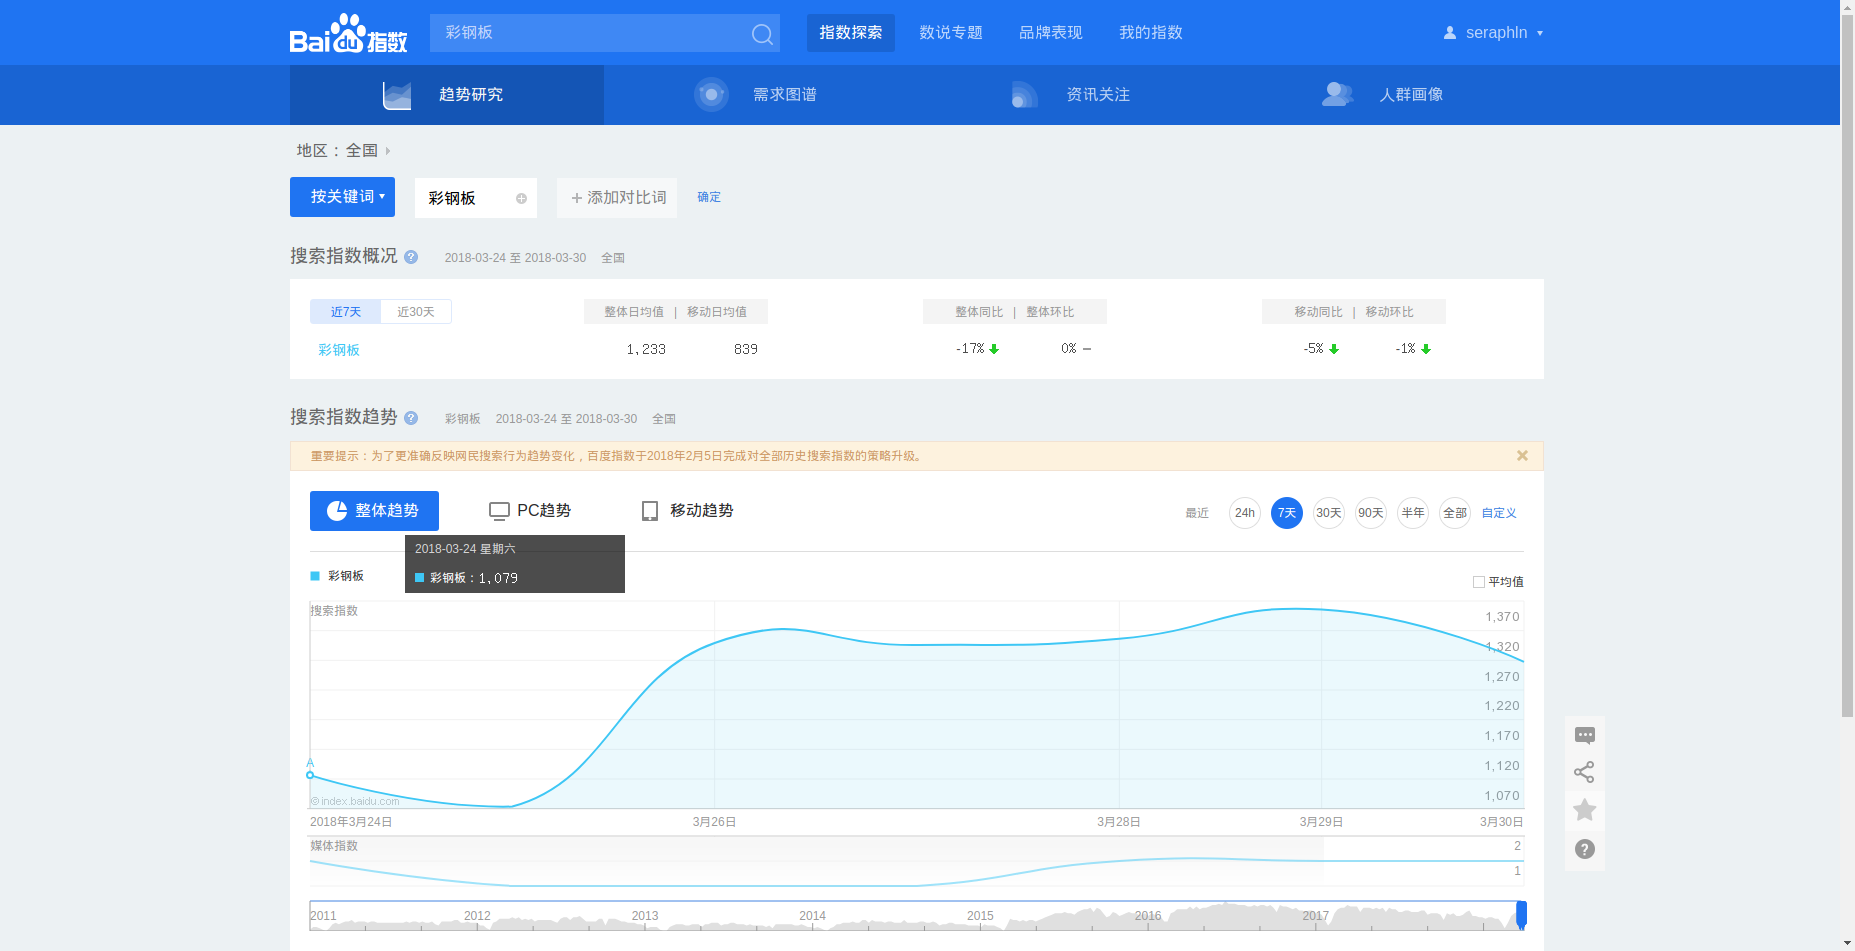 Bai du 指数
彩钢板
指数探索 数说专题 品牌表现 我的指数
seraphln
趋势研究 需求图谱 资讯关注 人群画像
地区：全国
按关键词 彩钢板 + 添加对比词 确定
搜索指数概况 ? 2018-03-24 至 2018-03-30 全国
近7天 近30天 整体日均值 | 移动日均值 整体同比 | 整体环比 移动同比 | 移动环比
彩钢板 1,233 839 -17% 0% -5% -1%
搜索指数趋势 ? 彩钢板 2018-03-24 至 2018-03-30 全国
重要提示：为了更准确反映网民搜索行为趋势变化，百度指数于2018年2月5日完成对全部历史搜索指数的策略升级。
整体趋势 PC趋势 移动趋势 最近 24h 7天 30天 90天 半年 全部 自定义
2018-03-24 星期六
彩钢板：1,079
彩钢板
平均值
搜索指数
1,370
1,320
1,270
1,220
1,170
1,120
1,070
A
© index.baidu.com
2018年3月24日 3月26日 3月28日 3月29日 3月30日
媒体指数
2
1
2011 2012 2013 2014 2015 2016 2017
?